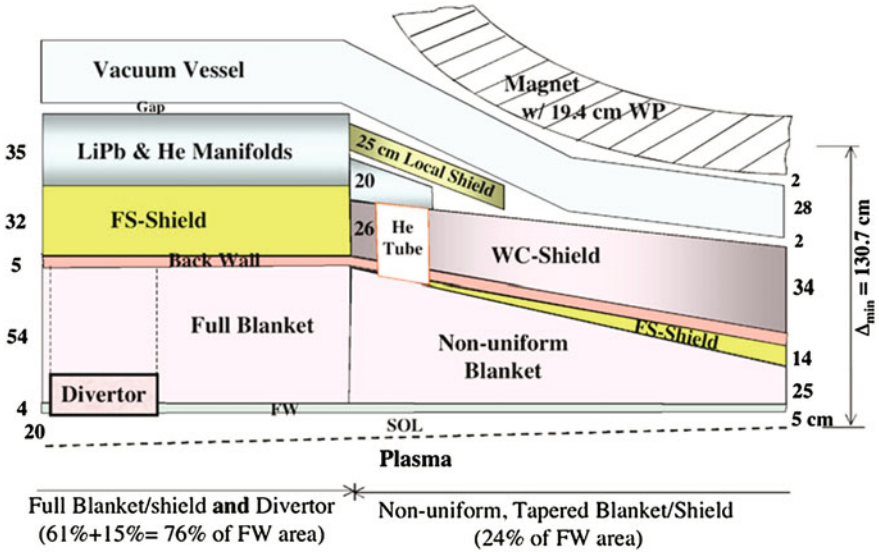 Vacuum Vessel
Magnet
w/ 19.4 cm WP
Gap
35
LiPb & He Manifolds
25 cm Local Shield
20
2
28
2
32
FS-Shield
26
He
Tube
WC-Shield
34
5
Back Wall
FS-Shield
14
54
Full Blanket
Non-uniform
Blanket
25
Δmin = 130.7 cm
Divertor
4
FW
5 cm
20
SOL
Plasma
Full Blanket/shield and Divertor
(61%+15%= 76% of FW area)
Non-uniform, Tapered Blanket/Shield
(24% of FW area)